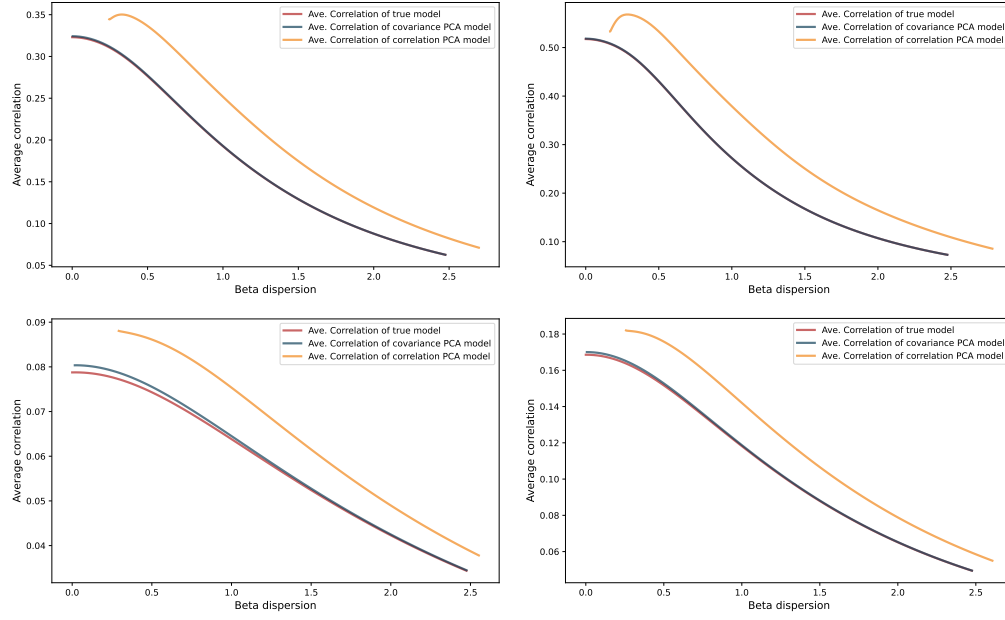 0.35
0.30
0.25
0.20
0.15
0.10
0.05
Average correlation
Ave. Correlation of true model
Ave. Correlation of covariance PCA model
Ave. Correlation of correlation PCA model
0.0 0.5 1.0 1.5 2.0 2.5
Beta dispersion
0.50
0.40
0.30
0.20
0.10
Average correlation
Ave. Correlation of true model
Ave. Correlation of covariance PCA model
Ave. Correlation of correlation PCA model
0.0 0.5 1.0 1.5 2.0 2.5
Beta dispersion
0.09
0.08
0.07
0.06
0.05
0.04
Average correlation
Ave. Correlation of true model
Ave. Correlation of covariance PCA model
Ave. Correlation of correlation PCA model
0.0 0.5 1.0 1.5 2.0 2.5
Beta dispersion
0.18
0.16
0.14
0.12
0.10
0.08
0.06
Average correlation
Ave. Correlation of true model
Ave. Correlation of covariance PCA model
Ave. Correlation of correlation PCA model
0.0 0.5 1.0 1.5 2.0 2.5
Beta dispersion